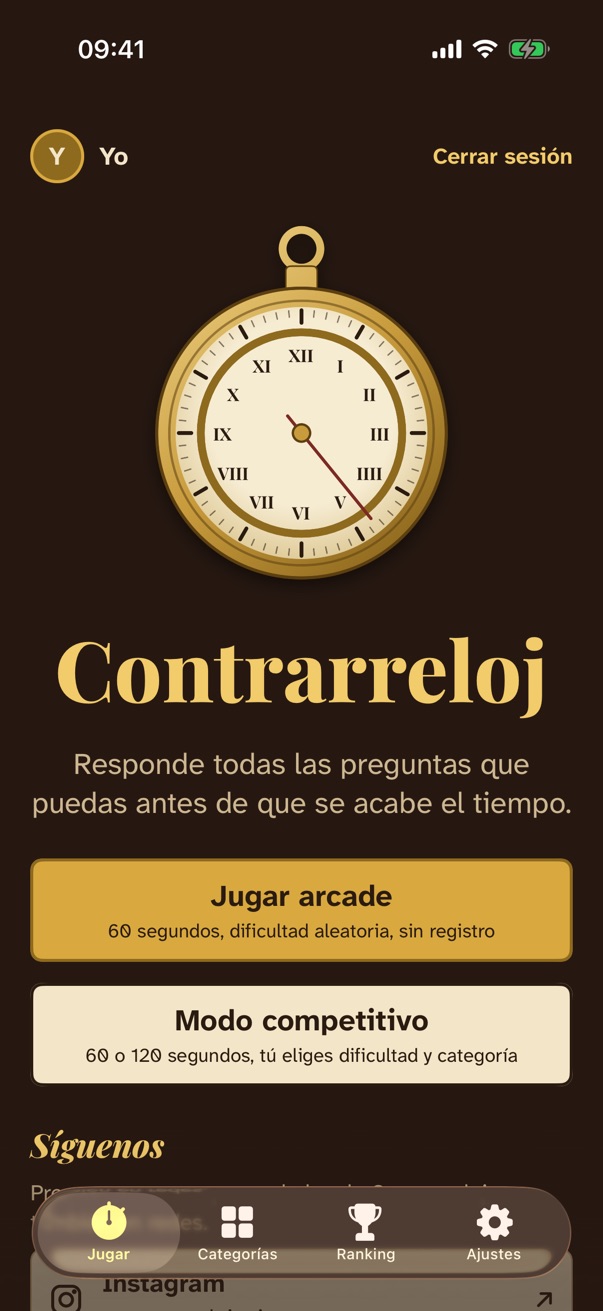 09:41
Y Yo
Cerrar sesión
XII
I
II
III
IIII
V
VI
VII
VIII
IX
X
XI
Contrarreloj
Responde todas las preguntas que
puedas antes de que se acabe el tiempo.
Jugar arcade
60 segundos, dificultad aleatoria, sin registro
Modo competitivo
60 o 120 segundos, tú eliges dificultad y categoría
Síguenos
Jugar
Categorías
Ranking
Ajustes
Instagram